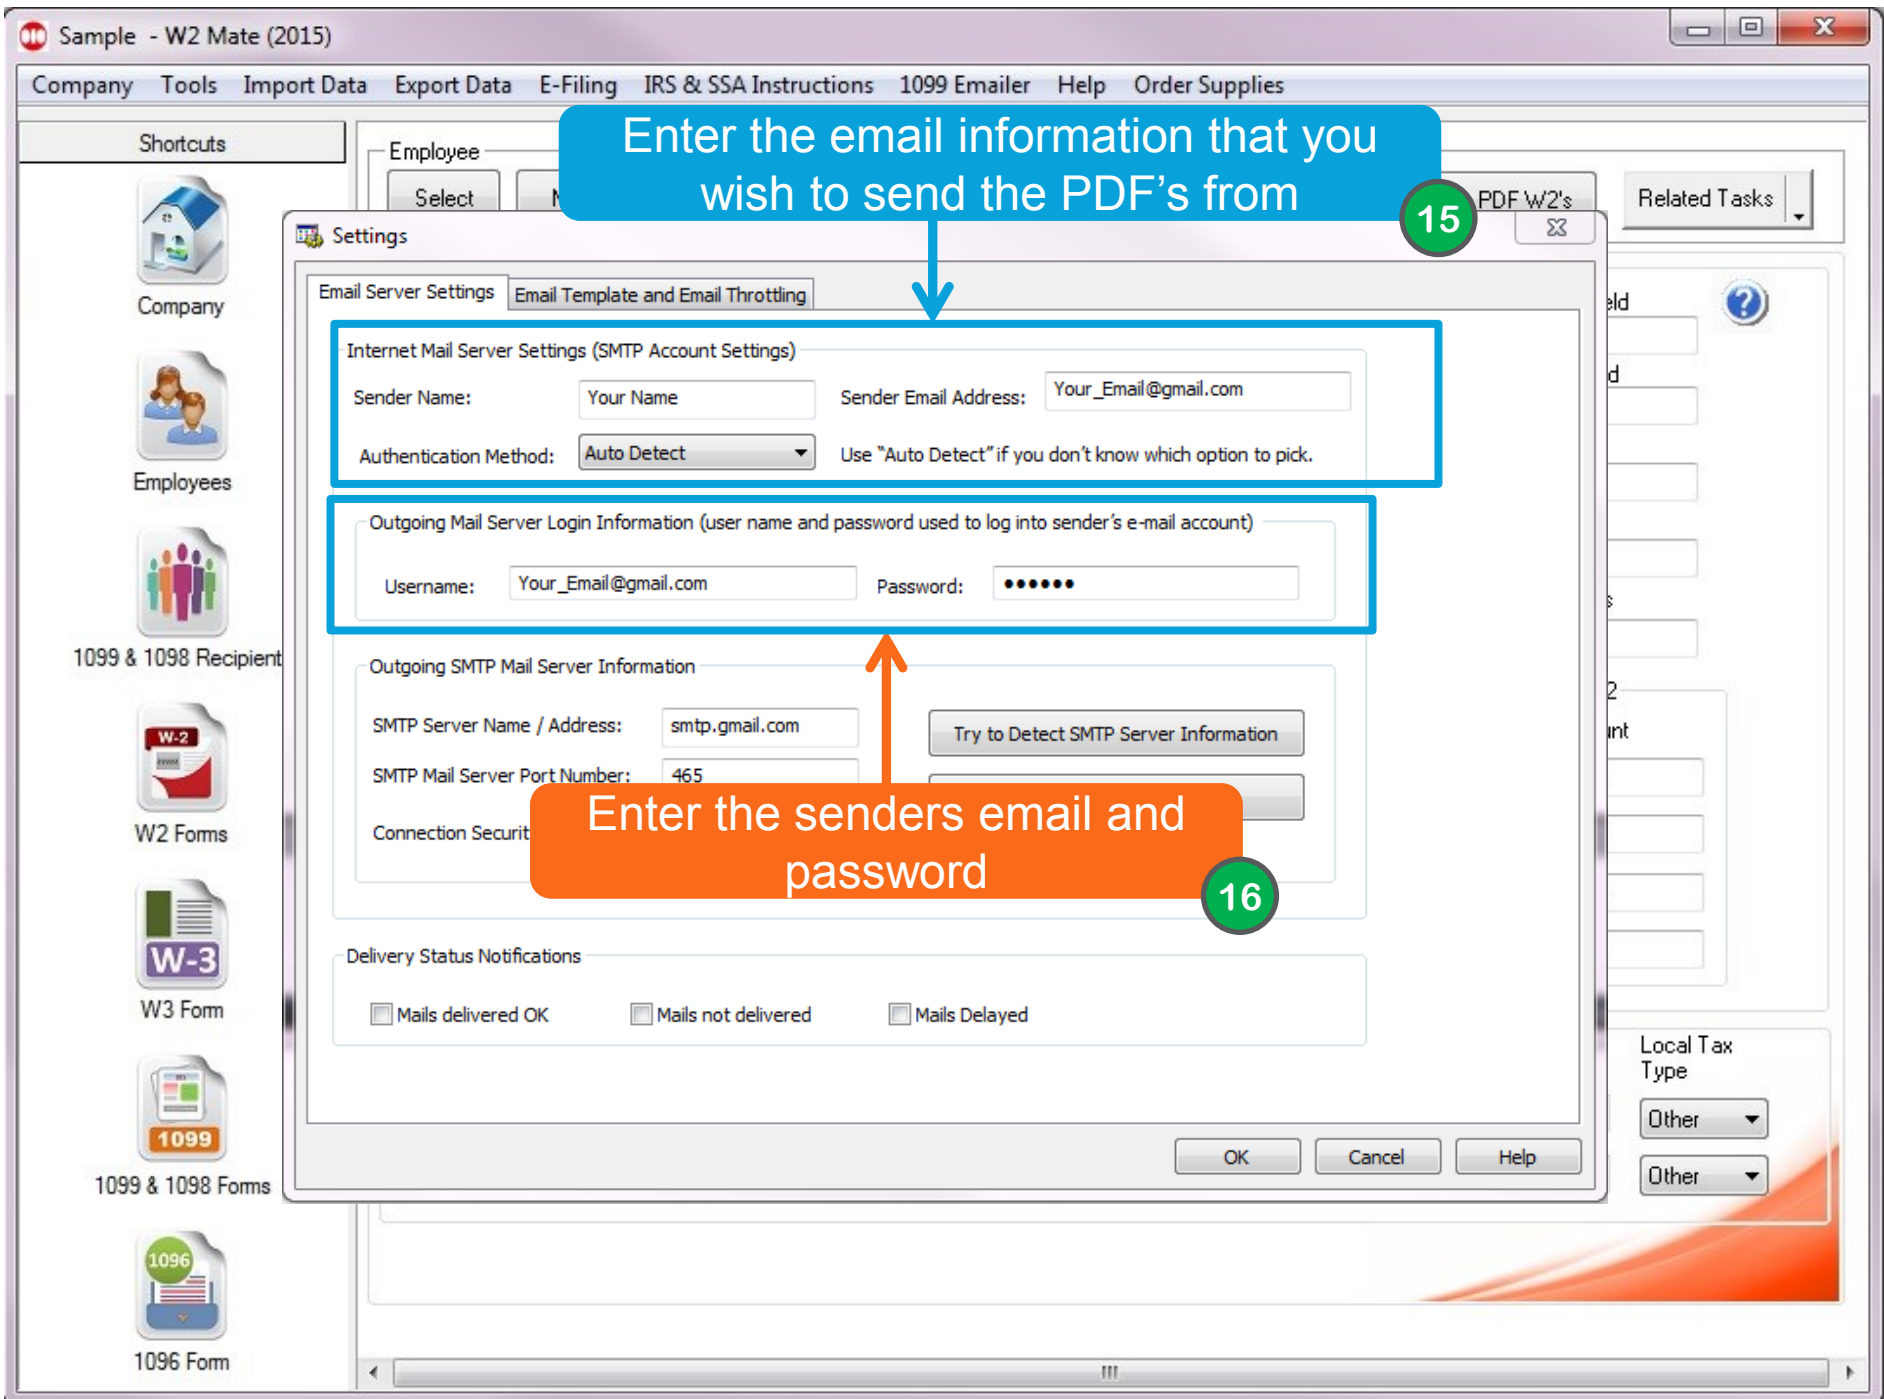 Sample - W2 Mate (2015)
Company Tools Import Data Export Data E-Filing IRS & SSA Instructions 1099 Emailer Help Order Supplies
Enter the email information that you
wish to send the PDF's from
15
Shortcuts
Company
Employees
1099 & 1098 Recipient
W-2
W2 Forms
W-3
W3 Form
1099
1099 & 1098 Forms
1096
1096 Form
Employee
Select
PDF W2's
Related Tasks
Settings
Email Server Settings Email Template and Email Throttling
Internet Mail Server Settings (SMTP Account Settings)
Sender Name: Your Name Sender Email Address: Your_Email@gmail.com
Authentication Method: Auto Detect Use "Auto Detect" if you don't know which option to pick.
Outgoing Mail Server Login Information (user name and password used to log into sender's e-mail account)
Username: Your_Email@gmail.com Password: ••••••
Outgoing SMTP Mail Server Information
SMTP Server Name / Address: smtp.gmail.com Try to Detect SMTP Server Information
SMTP Mail Server Port Number: 465
Connection Securit
Enter the senders email and
password
16
Delivery Status Notifications
Mails delivered OK Mails not delivered Mails Delayed
OK Cancel Help
Local Tax
Type
Other
Other